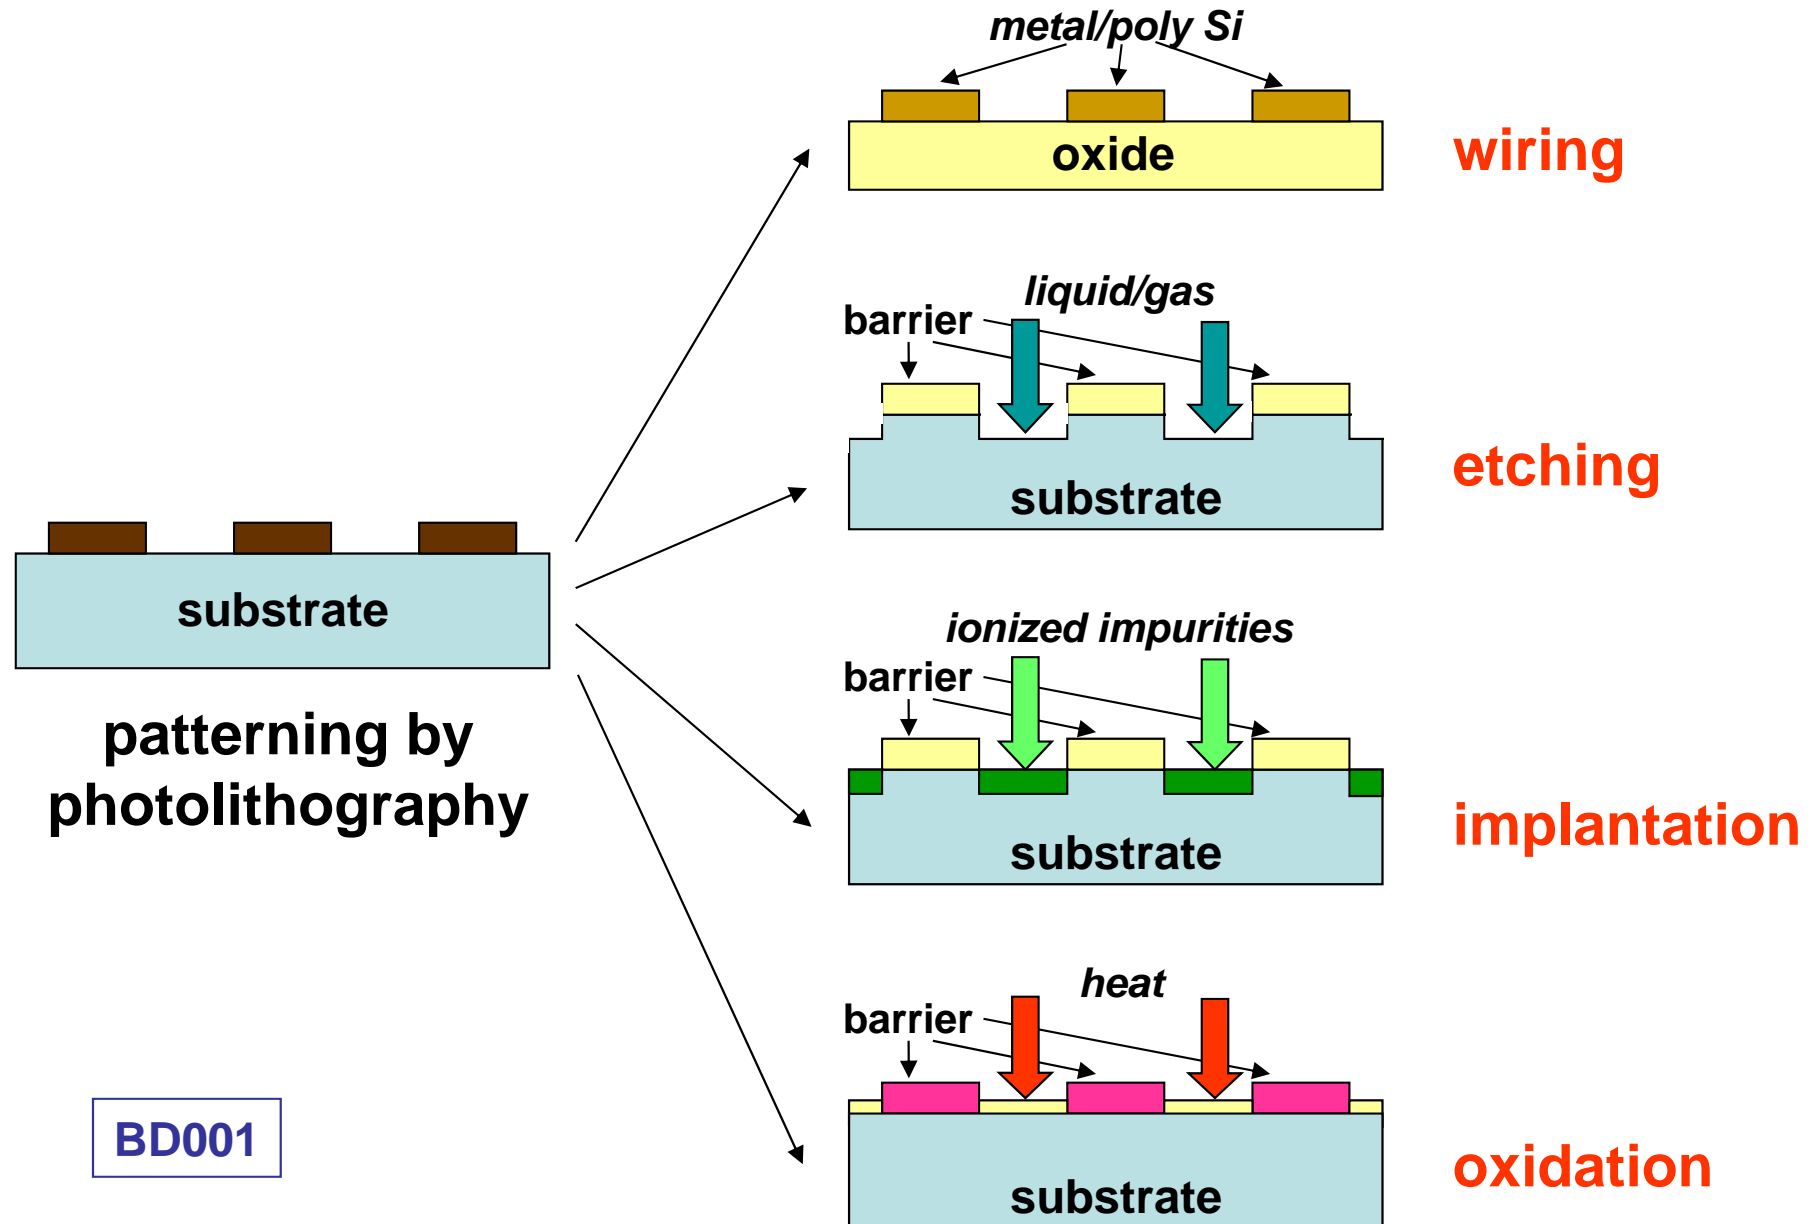 metal/poly Si
oxide
wiring
liquid/gas
barrier
substrate
etching
substrate
patterning by
photolithography
ionized impurities
barrier
substrate
implantation
heat
barrier
substrate
oxidation
BD001